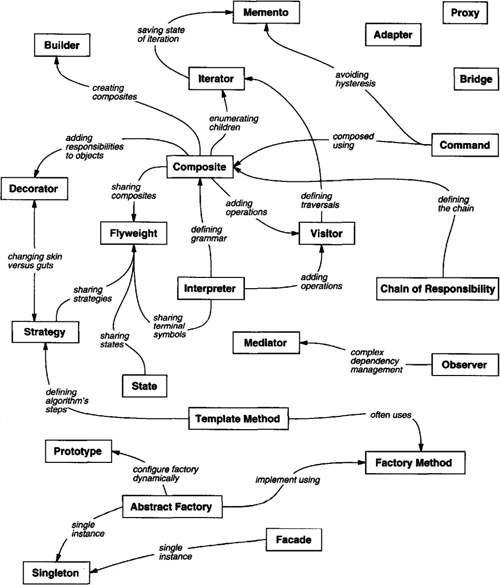 Memento
Proxy
saving state
of iteration
Adapter
Builder
Iterator
avoiding
hysteresis
Bridge
creating
composites
enumerating
children
adding
responsibilities
to objects
composed
using
Command
Composite
Decorator
sharing
composites
adding
operations
defining
traversals
defining
the chain
Flyweight
defining
grammar
Visitor
changing skin
versus guts
Interpreter
adding
operations
Chain of Responsibility
sharing
strategies
sharing
terminal
symbols
Strategy
sharing
states
Mediator
complex
dependency
management
Observer
State
defining
algorithm's
steps
Template Method
often uses
Prototype
configure factory
dynamically
implement using
Factory Method
Abstract Factory
single
instance
Facade
single
instance
Singleton